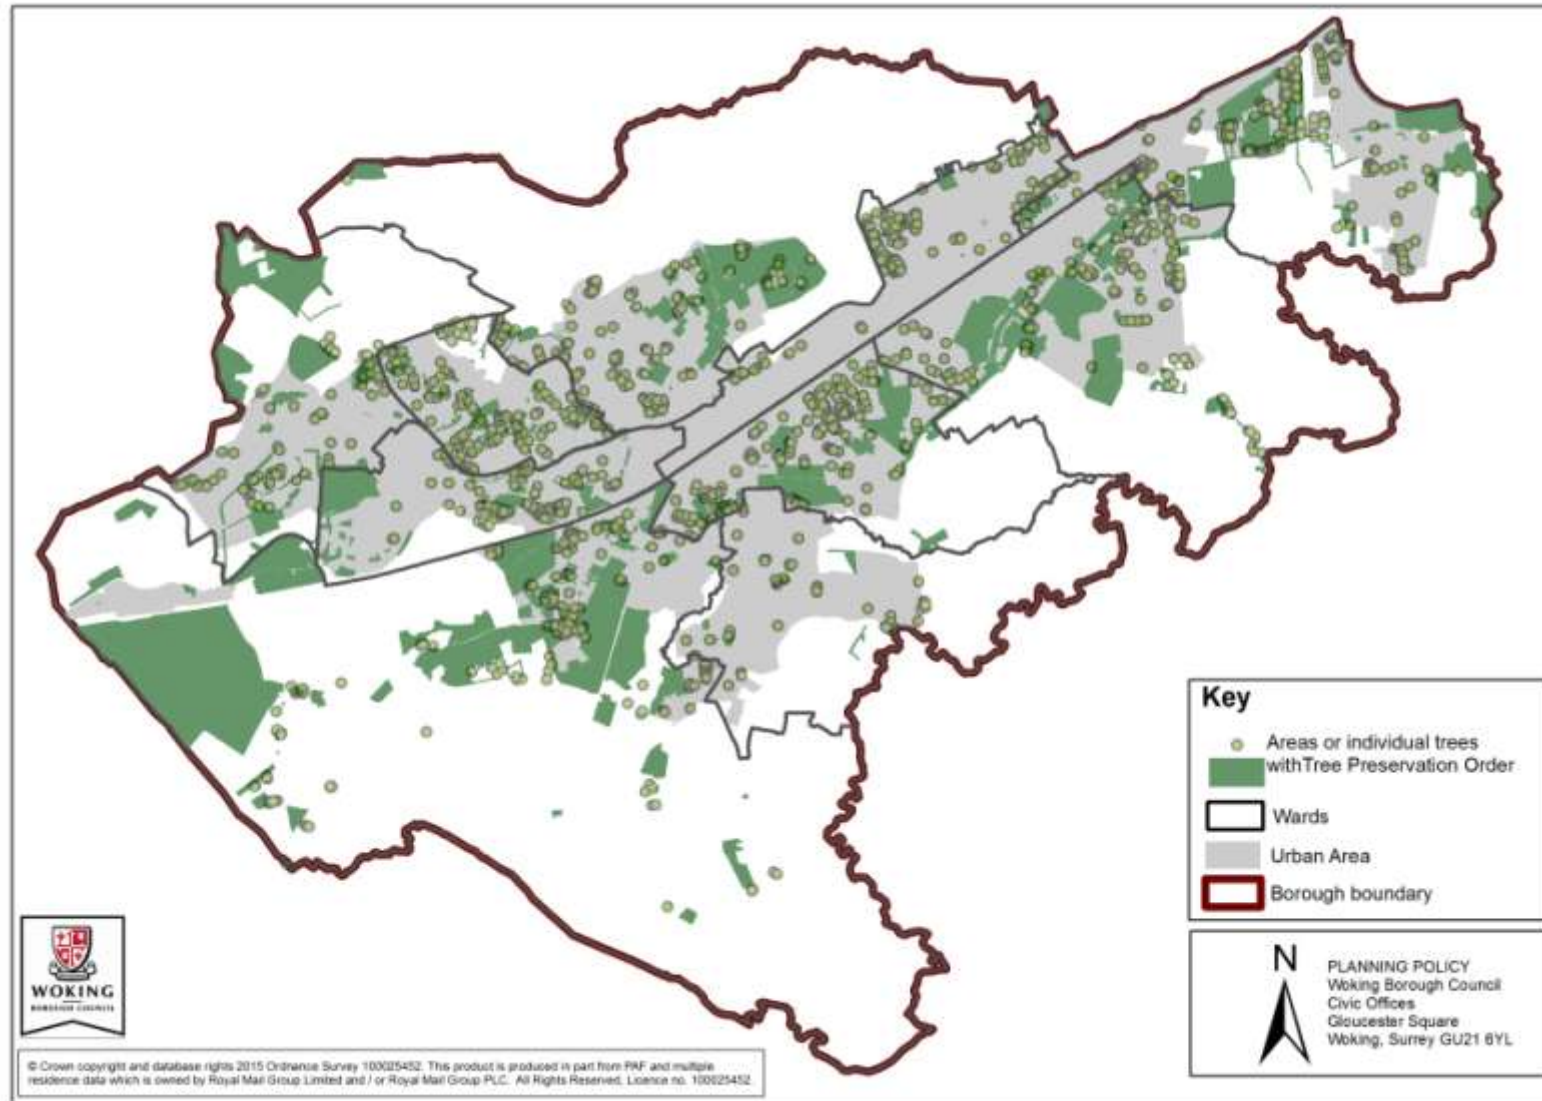 Key
Areas or individual trees
withTree Preservation Order
Wards
Urban Area
Borough boundary
N
PLANNING POLICY
Woking Borough Council
Civic Offices
Gloucester Square
Woking, Surrey GU21 6YL
WOKING
BOROUGH COUNCIL
© Crown copyright and database rights 2015 Ordnance Survey 100025452. This product is produced in part from PAF and multiple
residence data which is owned by Royal Mail Group Limited and / or Royal Mail Group PLC. All Rights Reserved, Licence no. 100025452.